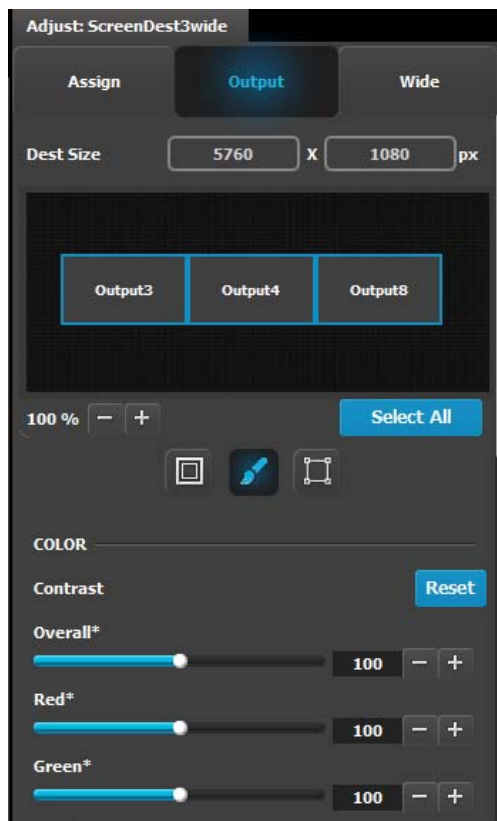 Adjust: ScreenDest3wide
Assign Output Wide
Dest Size 5760 X 1080 px
Output3 Output4 Output8
100 % − + Select All
COLOR
Contrast Reset
Overall*
100 − +
Red*
100 − +
Green*
100 − +